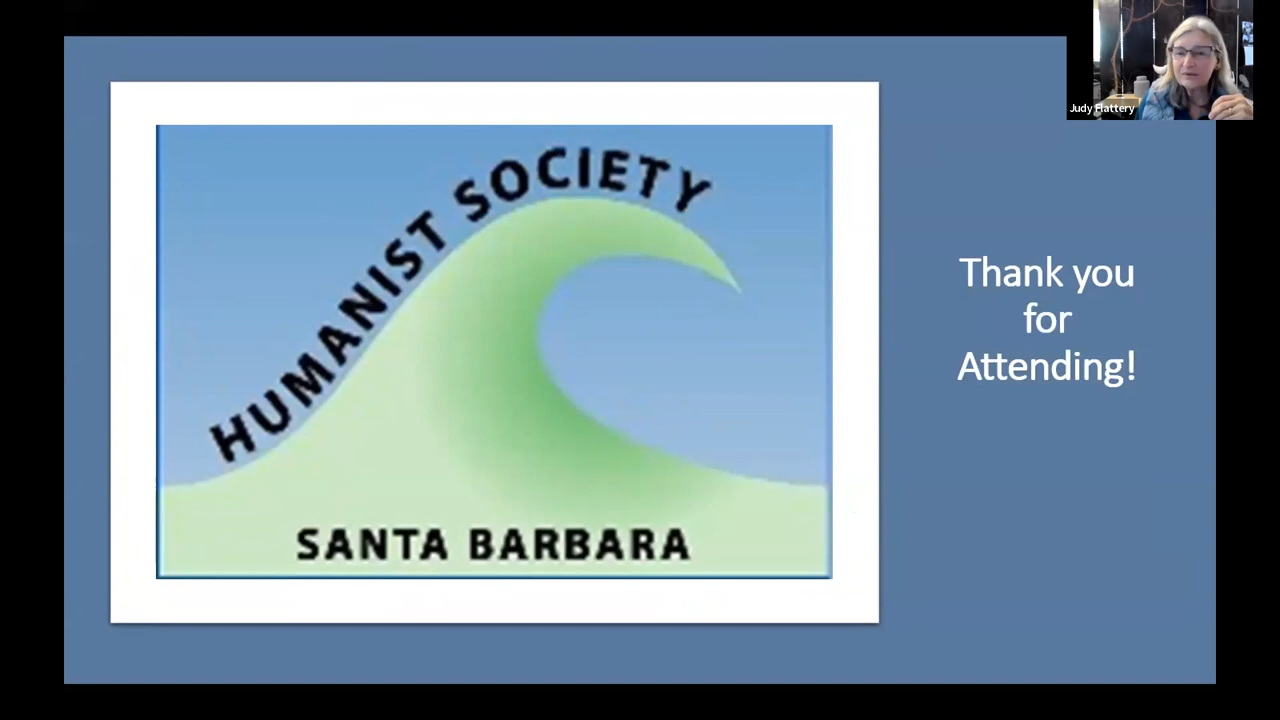 HUMANIST SOCIETY
SANTA BARBARA
Thank you
for
Attending!
Judy Flattery